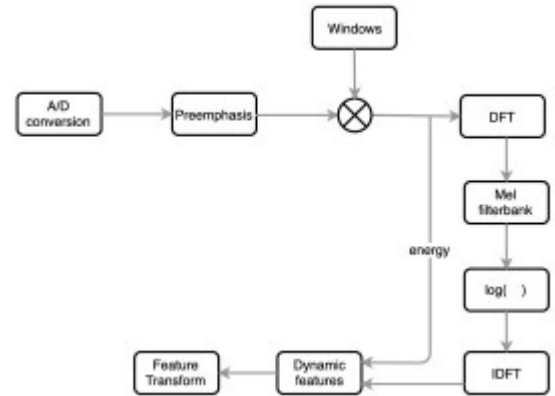 Windows
A/D
conversion
Preemphasis
DFT
Mel
filterbank
energy
log( )
Feature
Transform
Dynamic
features
IDFT